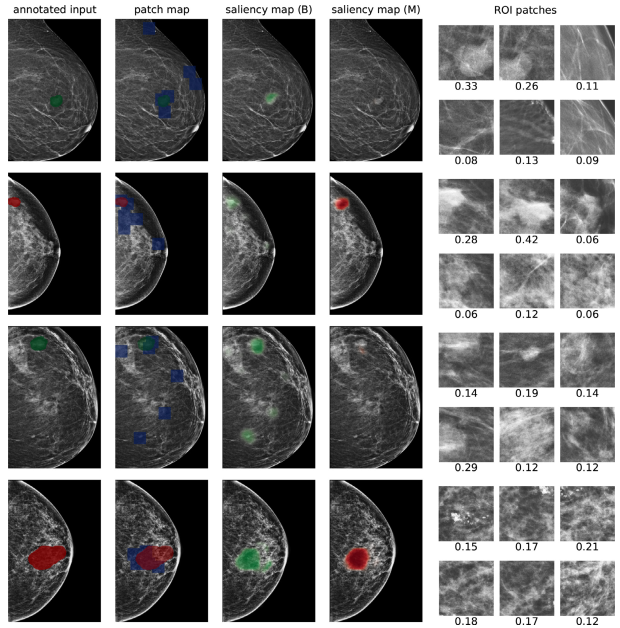 annotated input patch map saliency map (B) saliency map (M) ROI patches
0.33 0.26 0.11
0.08 0.13 0.09
0.28 0.42 0.06
0.06 0.12 0.06
0.14 0.19 0.14
0.29 0.12 0.12
0.15 0.17 0.21
0.18 0.17 0.12